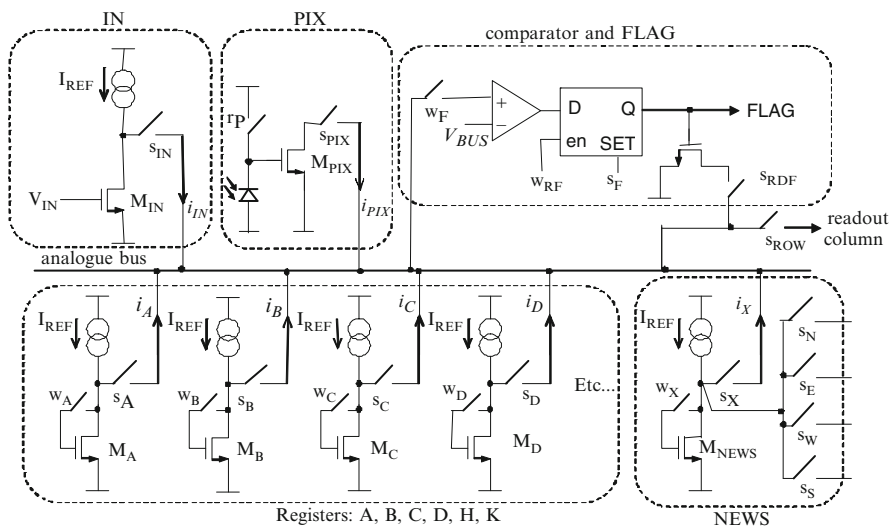 IN
PIX
comparator and FLAG
I_REF
s_IN
V_IN
M_IN
i_IN
r_P
s_PIX
M_PIX
i_PIX
w_F
+
−
V_BUS
D
Q
en
SET
w_RF
s_F
FLAG
s_RDF
s_ROW
readout
column
analogue bus
i_A
i_B
i_C
i_D
i_X
I_REF
I_REF
I_REF
I_REF
I_REF
w_A
s_A
w_B
s_B
w_C
s_C
w_D
s_D
Etc...
w_X
s_X
s_N
s_E
s_W
s_S
M_A
M_B
M_C
M_D
M_NEWS
Registers: A, B, C, D, H, K
NEWS